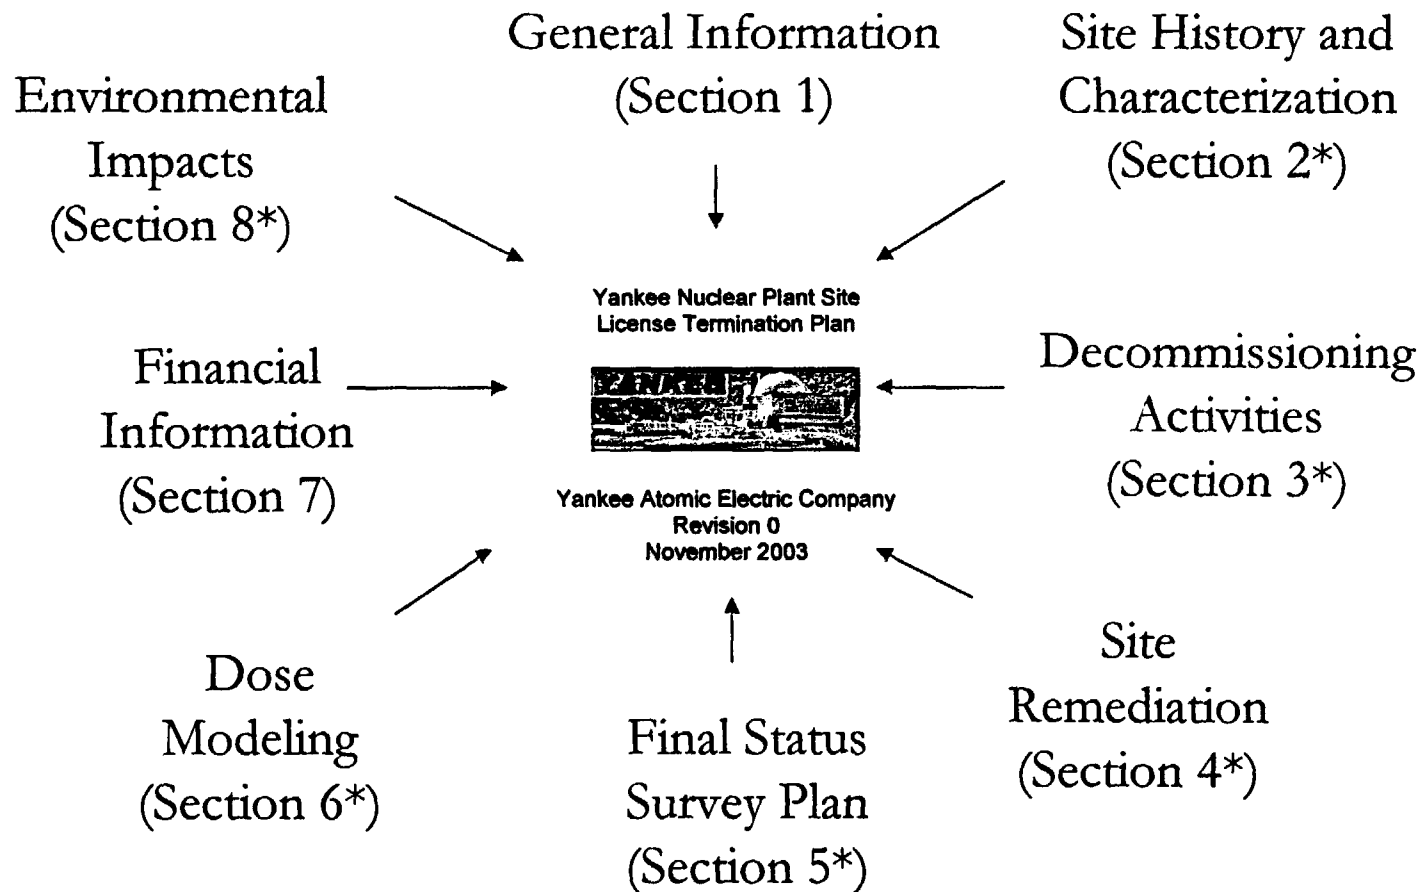 General Information
(Section 1)
Site History and
Characterization
(Section 2*)
Environmental
Impacts
(Section 8*)
Yankee Nuclear Plant Site
License Termination Plan
YANKEE
Yankee Atomic Electric Company
Revision 0
November 2003
Financial
Information
(Section 7)
Decommissioning
Activities
(Section 3*)
Dose
Modeling
(Section 6*)
Final Status
Survey Plan
(Section 5*)
Site
Remediation
(Section 4*)